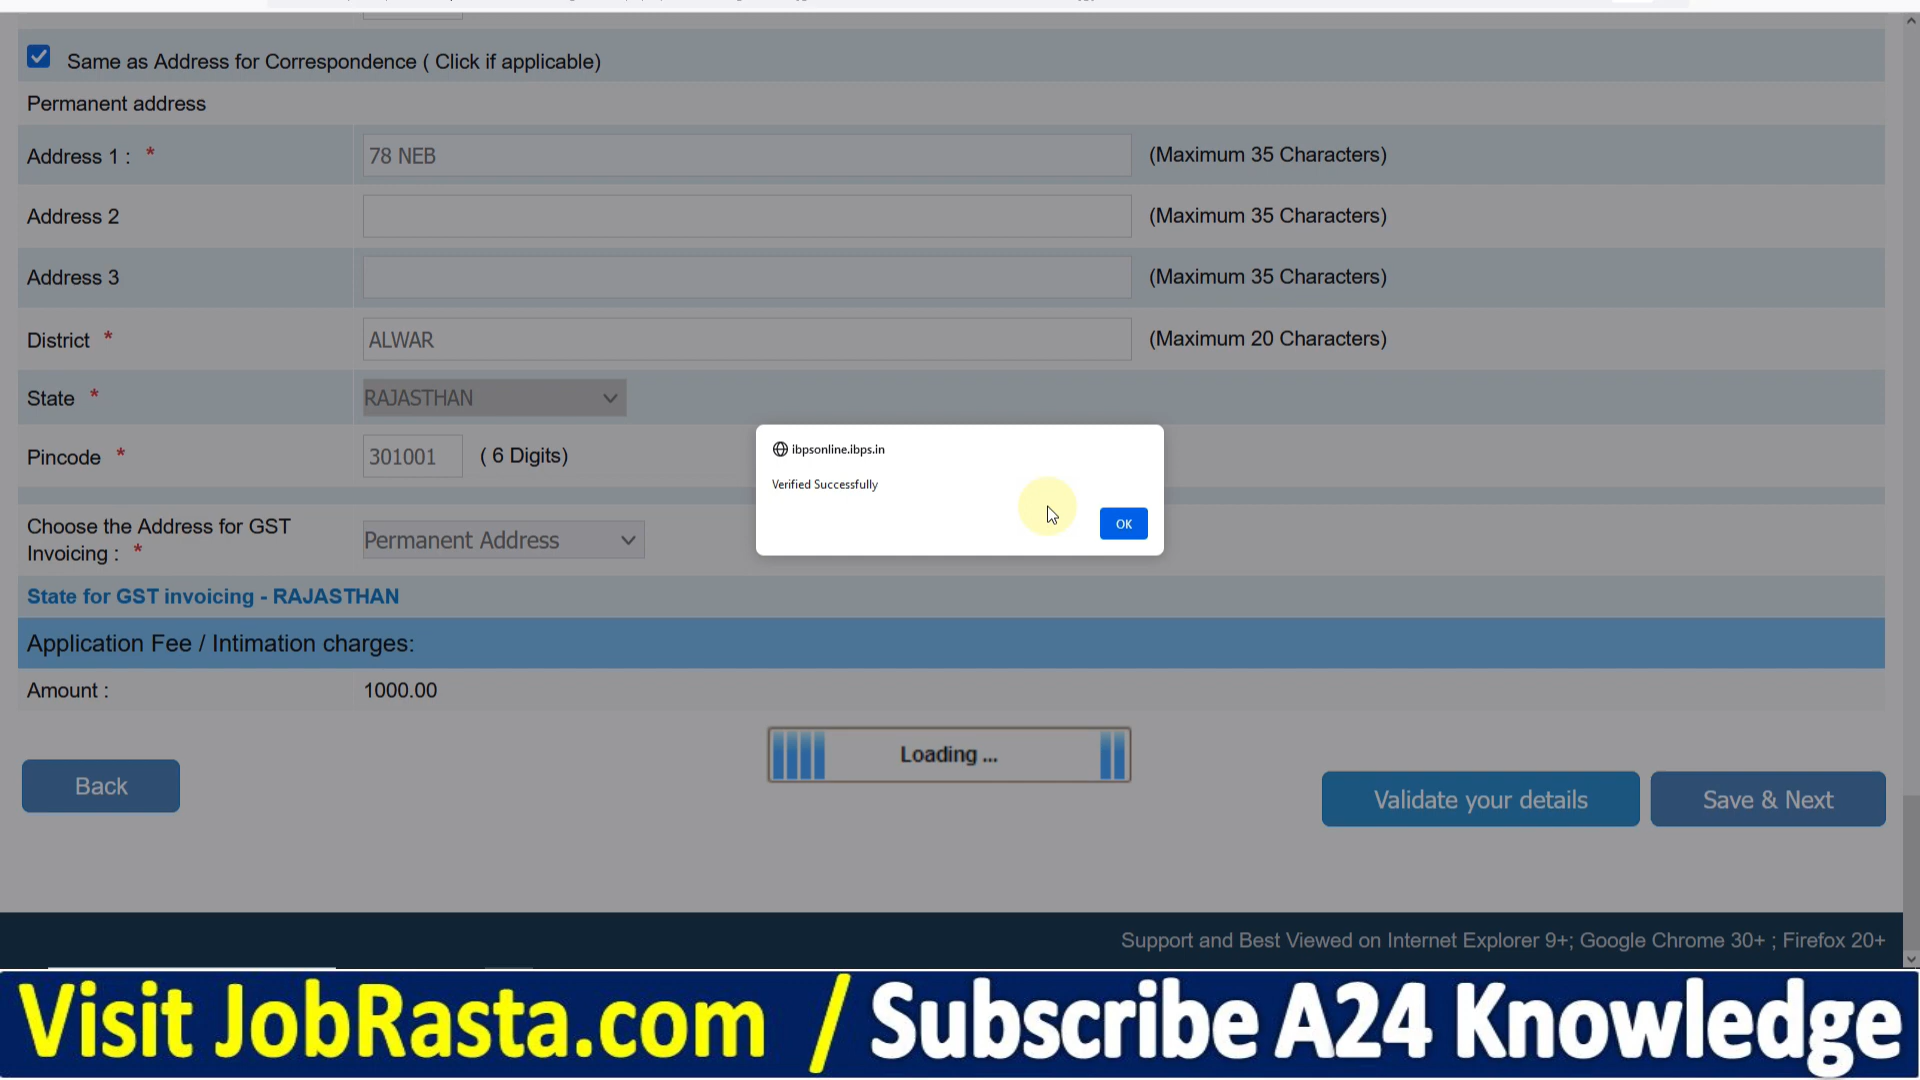 Same as Address for Correspondence ( Click if applicable)
Permanent address
Address 1 : * 78 NEB (Maximum 35 Characters)
Address 2 (Maximum 35 Characters)
Address 3 (Maximum 35 Characters)
District * ALWAR (Maximum 20 Characters)
State * RAJASTHAN
Pincode * 301001 ( 6 Digits)
ibpsonline.ibps.in
Verified Successfully
OK
Choose the Address for GST
Invoicing : * Permanent Address
State for GST invoicing - RAJASTHAN
Application Fee / Intimation charges:
Amount : 1000.00
Loading ...
Back
Validate your details
Save & Next
Support and Best Viewed on Internet Explorer 9+; Google Chrome 30+ ; Firefox 20+
Visit JobRasta.com / Subscribe A24 Knowledge